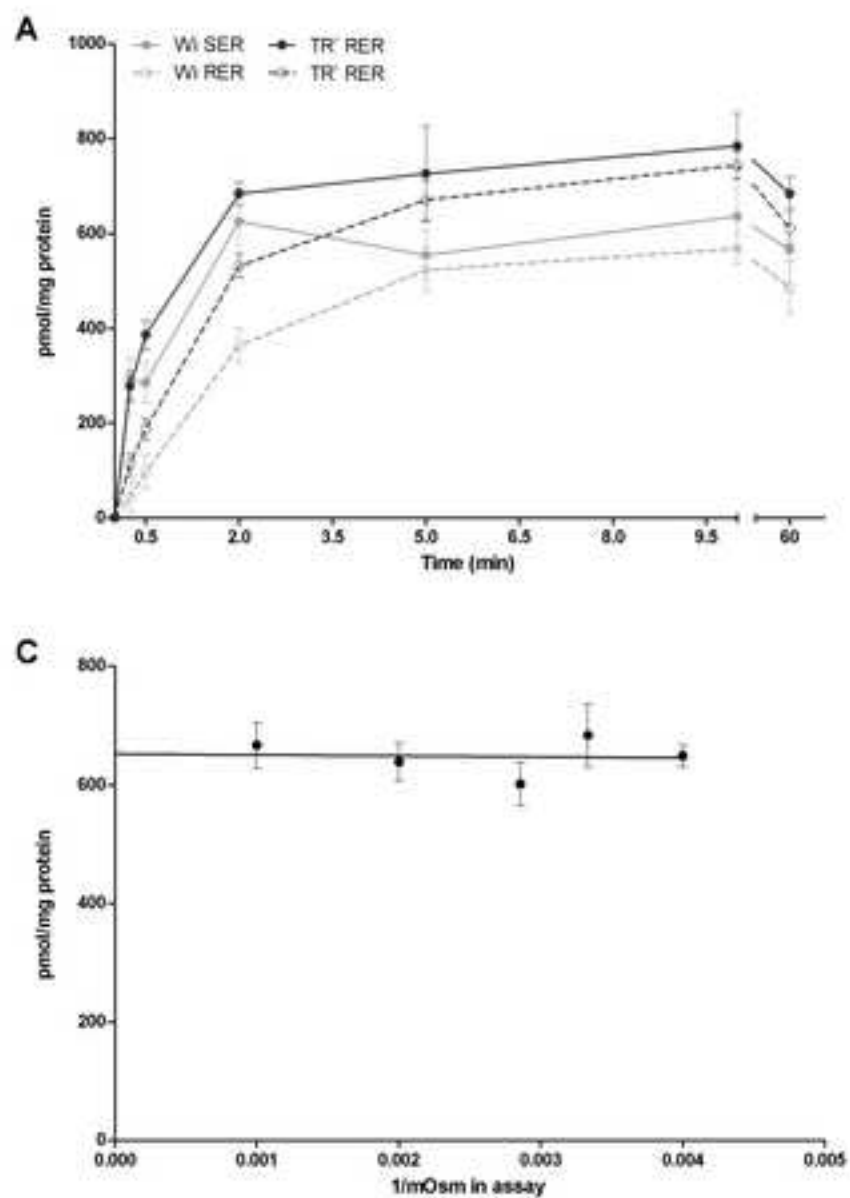 A
1000
Wi SER TR⁻ RER
Wi RER TR⁻ RER
800
600
400
200
0
pmol/mg protein
0.5 2.0 3.5 5.0 6.5 8.0 9.5 60
Time (min)
C
800
600
400
200
0
pmol/mg protein
0.000 0.001 0.002 0.003 0.004 0.005
1/mOsm in assay